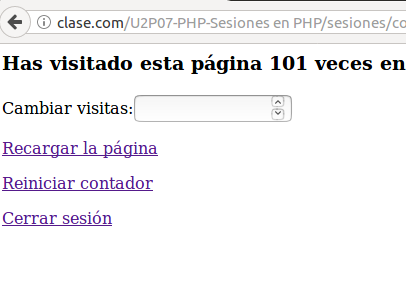 clase.com/U2P07-PHP-Sesiones en PHP/sesiones/co
Has visitado esta página 101 veces en
Cambiar visitas:
Recargar la página
Reiniciar contador
Cerrar sesión